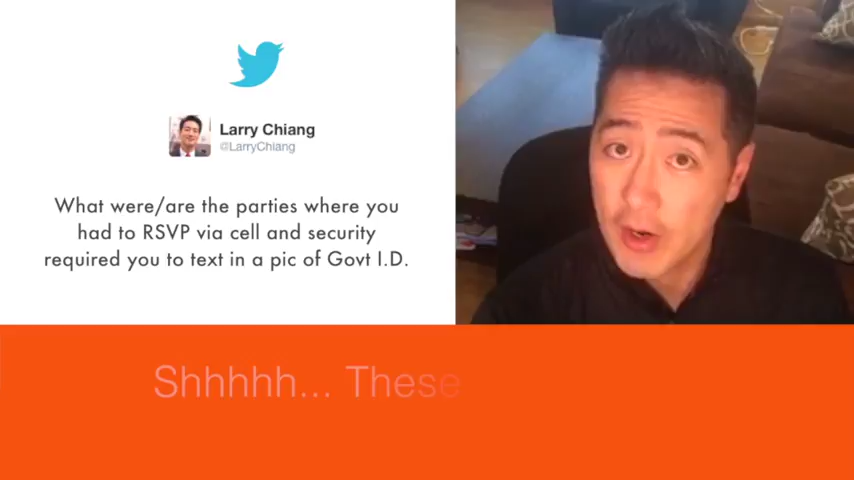 Larry Chiang
@LarryChiang
What were/are the parties where you
had to RSVP via cell and security
required you to text in a pic of Govt I.D.
Shhhhh... These